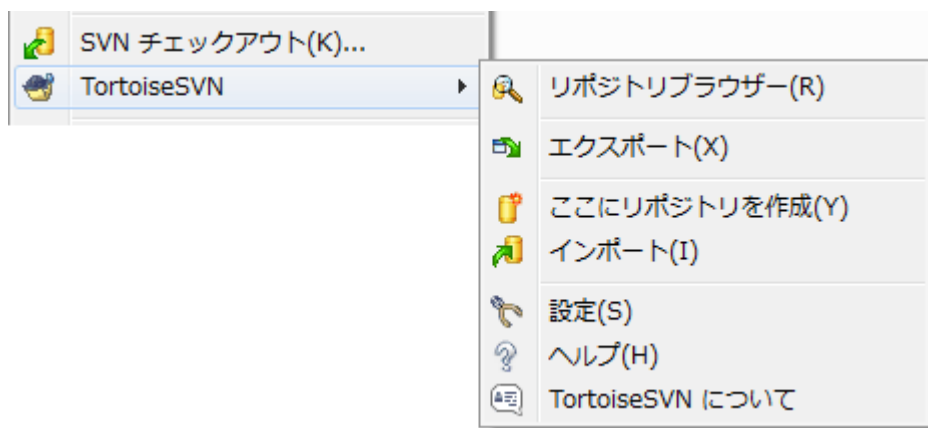 SVN チェックアウト(K)...
TortoiseSVN
リポジトリブラウザー(R)
エクスポート(X)
ここにリポジトリを作成(Y)
インポート(I)
設定(S)
ヘルプ(H)
TortoiseSVN について